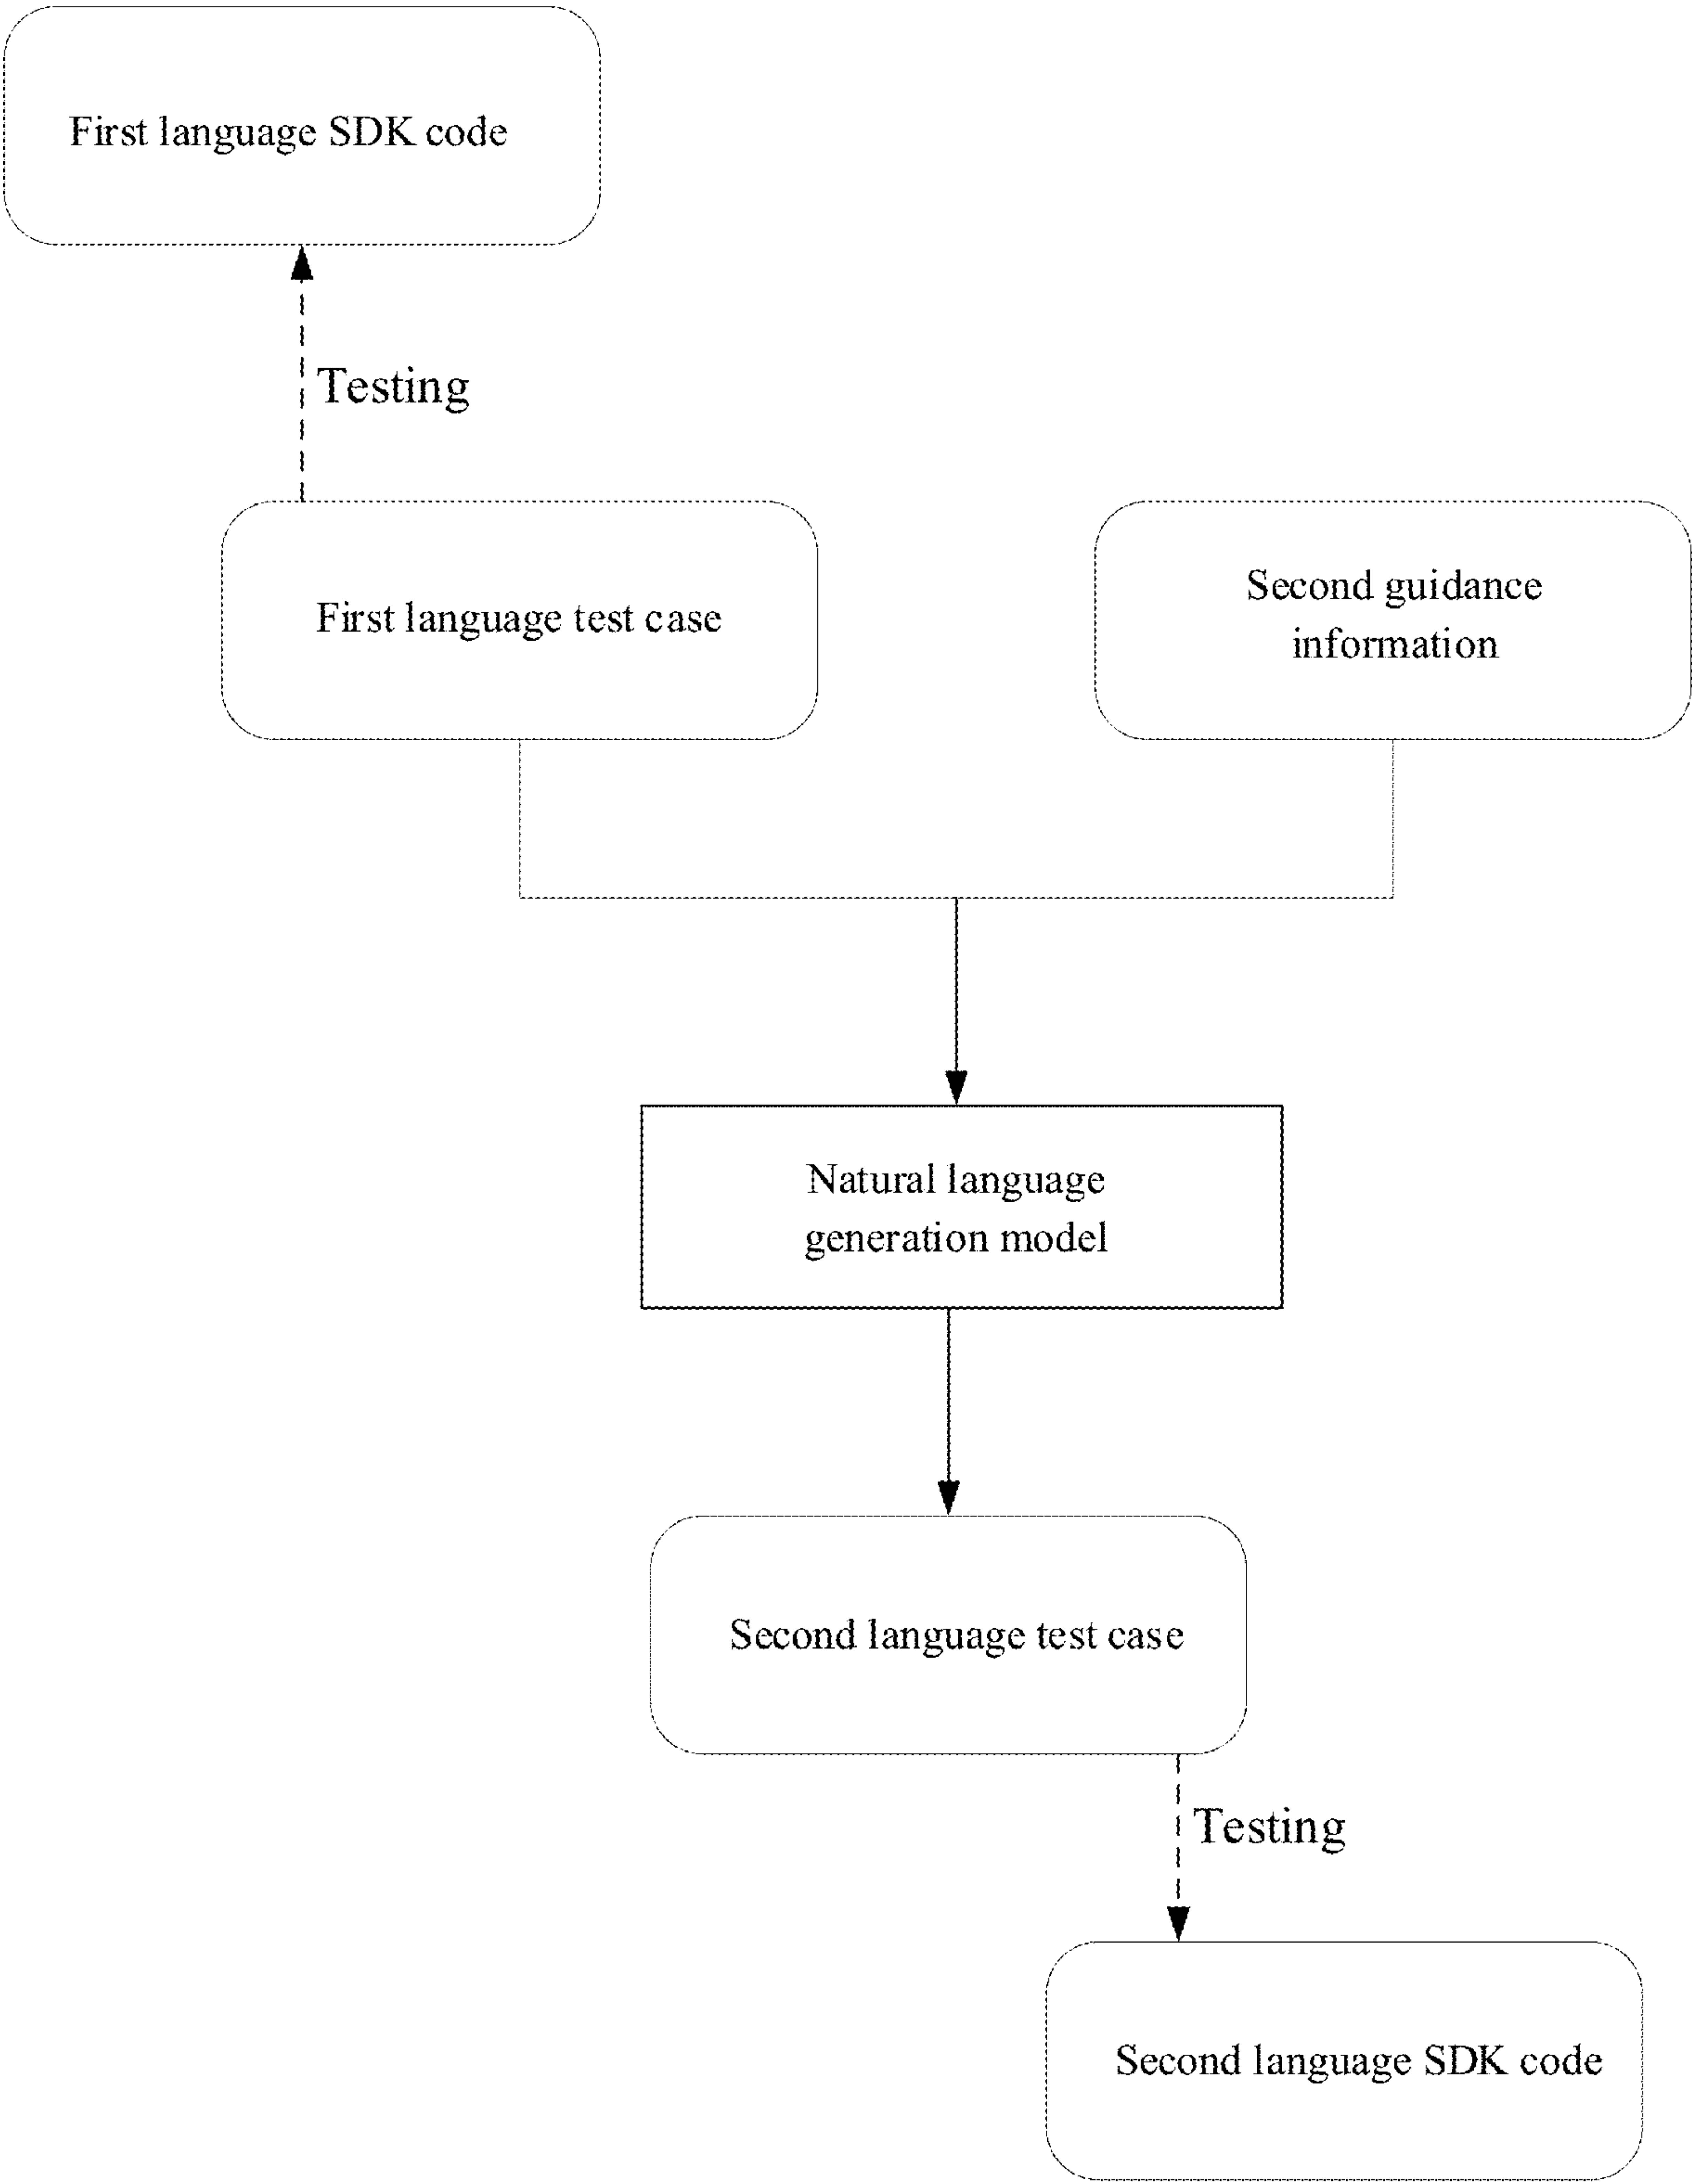 First language SDK code
Testing
First language test case
Second guidance
information
Natural language
generation model
Second language test case
Testing
Second language SDK code